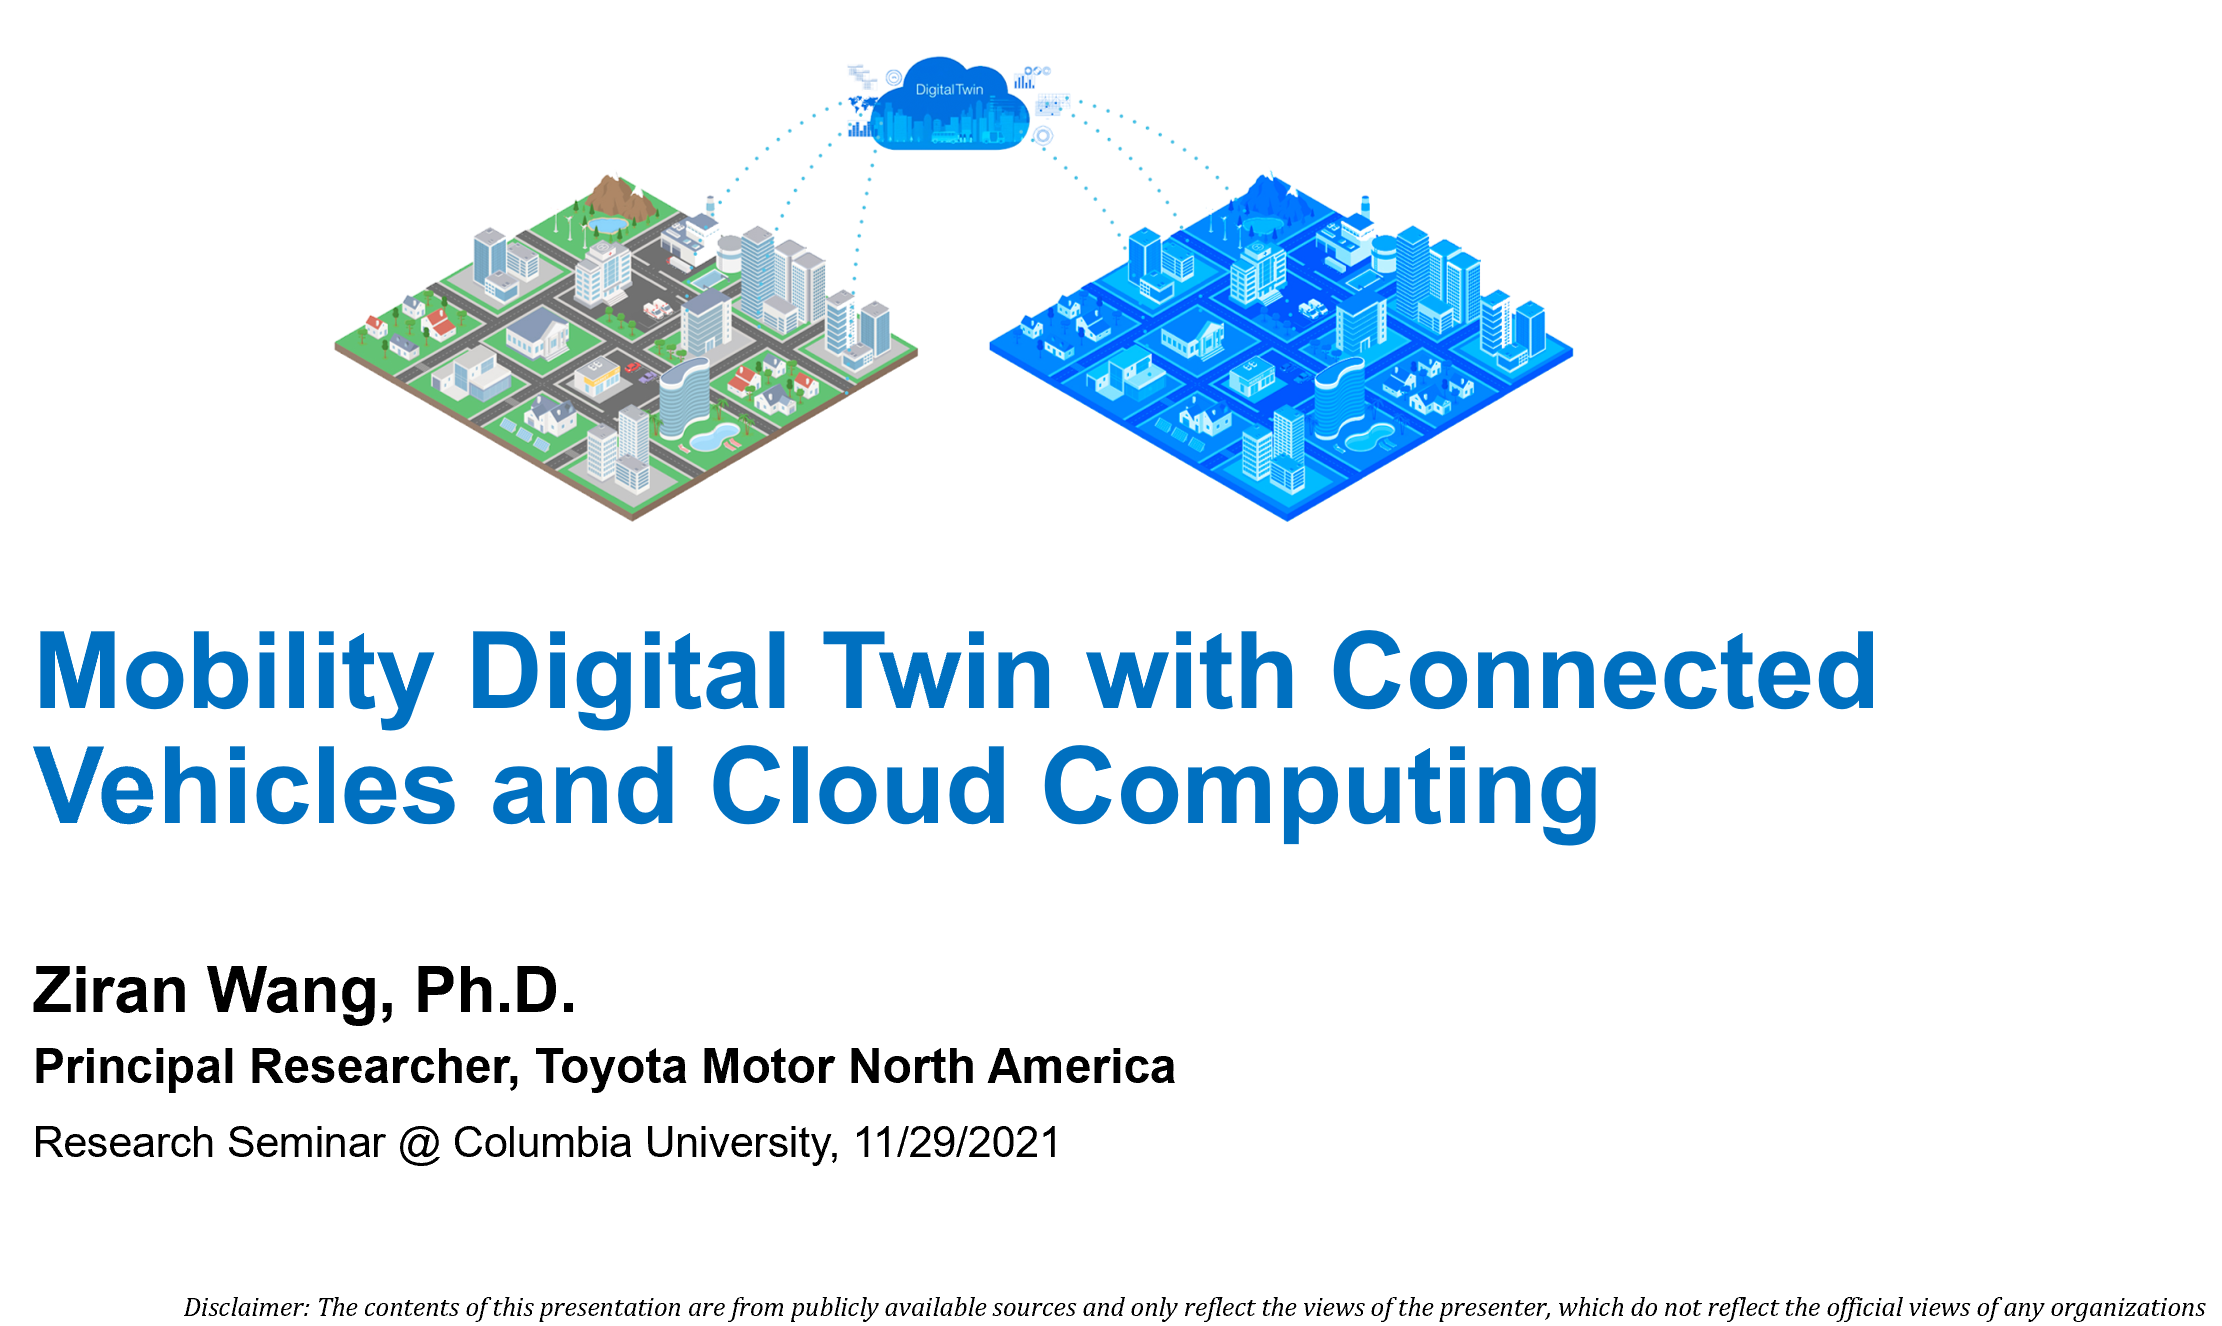 Digital Twin
Mobility Digital Twin with Connected
Vehicles and Cloud Computing
Ziran Wang, Ph.D.
Principal Researcher, Toyota Motor North America
Research Seminar @ Columbia University, 11/29/2021
Disclaimer: The contents of this presentation are from publicly available sources and only reflect the views of the presenter, which do not reflect the official views of any organizations